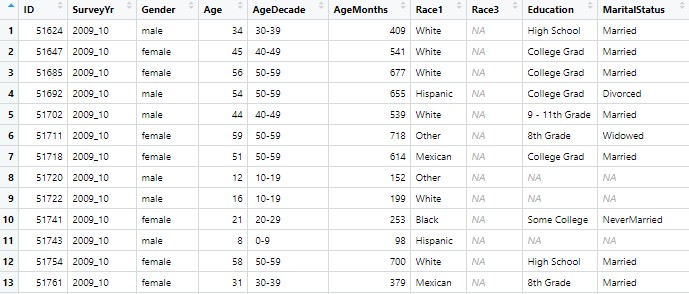 ID SurveyYr Gender Age AgeDecade AgeMonths Race1 Race3 Education MaritalStatus
1 51624 2009_10 male 34 30-39 409 White NA High School Married
2 51647 2009_10 female 45 40-49 541 White NA College Grad Married
3 51685 2009_10 female 56 50-59 677 White NA College Grad Married
4 51692 2009_10 male 54 50-59 655 Hispanic NA College Grad Divorced
5 51702 2009_10 male 44 40-49 539 White NA 9 - 11th Grade Married
6 51711 2009_10 female 59 50-59 718 Other NA 8th Grade Widowed
7 51718 2009_10 female 51 50-59 614 Mexican NA College Grad Married
8 51720 2009_10 male 12 10-19 152 Other NA NA NA
9 51722 2009_10 male 16 10-19 199 White NA NA NA
10 51741 2009_10 female 21 20-29 253 Black NA Some College NeverMarried
11 51743 2009_10 male 8 0-9 98 Hispanic NA NA NA
12 51754 2009_10 female 58 50-59 700 White NA High School Married
13 51761 2009_10 female 31 30-39 379 Mexican NA 8th Grade Married